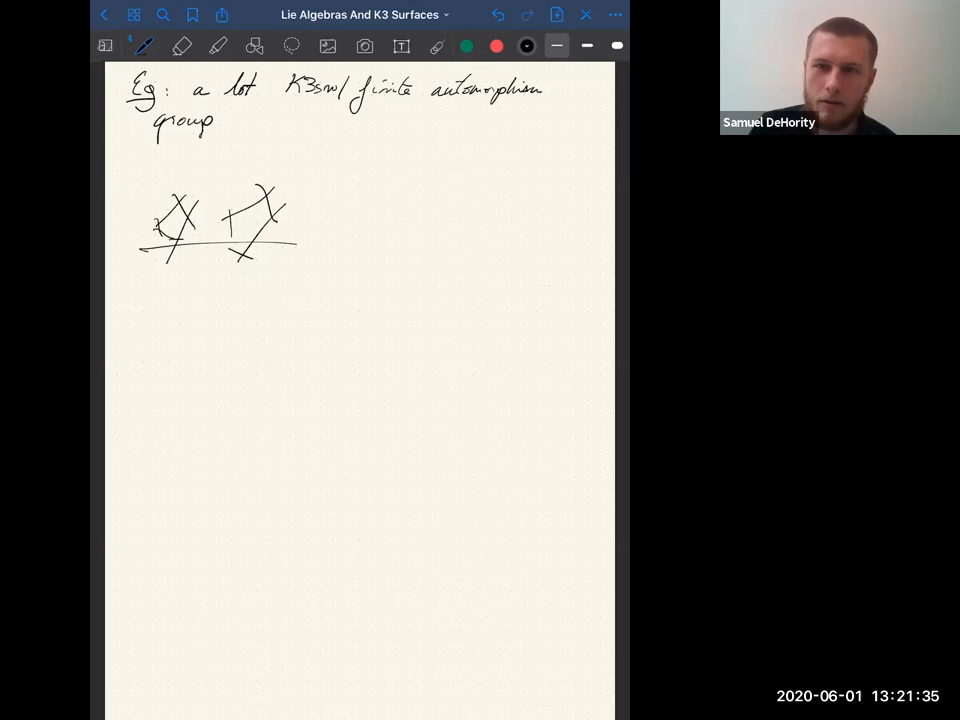 Lie Algebras And K3 Surfaces
Eg: a lot K3s w/ finite automorphism
group
Samuel DeHority
2020-06-01 13:21:35